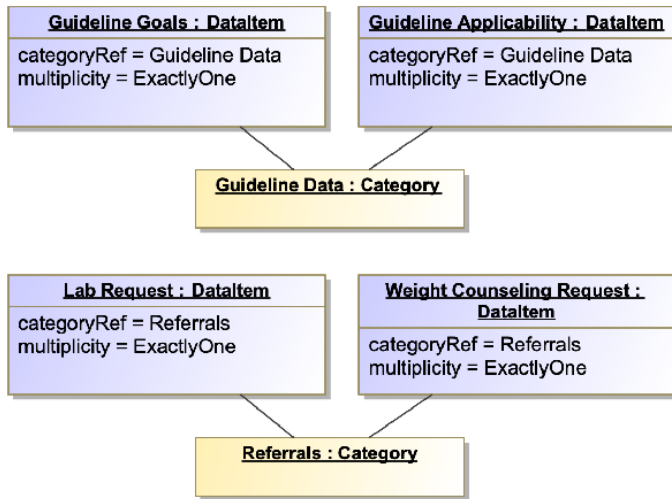 Guideline Goals : DataItem
categoryRef = Guideline Data
multiplicity = ExactlyOne
Guideline Applicability : DataItem
categoryRef = Guideline Data
multiplicity = ExactlyOne
Guideline Data : Category
Lab Request : DataItem
categoryRef = Referrals
multiplicity = ExactlyOne
Weight Counseling Request :
DataItem
categoryRef = Referrals
multiplicity = ExactlyOne
Referrals : Category